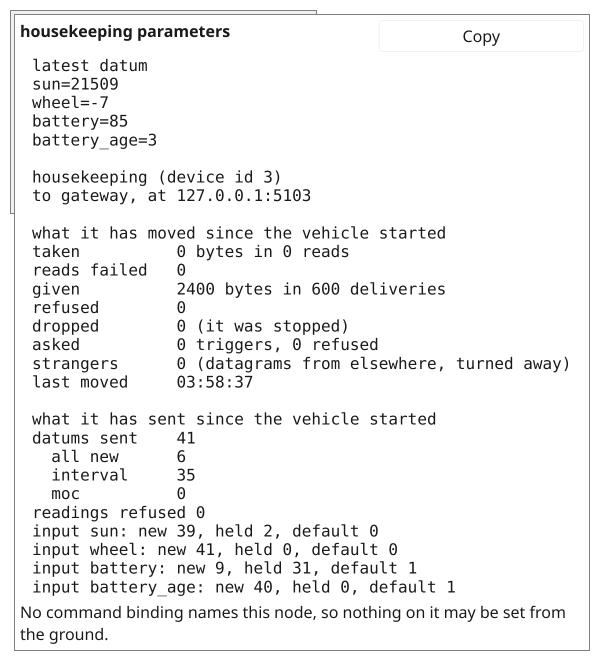 housekeeping parameters
Copy
latest datum
sun=21509
wheel=-7
battery=85
battery_age=3
housekeeping (device id 3)
to gateway, at 127.0.0.1:5103
what it has moved since the vehicle started
taken 0 bytes in 0 reads
reads failed 0
given 2400 bytes in 600 deliveries
refused 0
dropped 0 (it was stopped)
asked 0 triggers, 0 refused
strangers 0 (datagrams from elsewhere, turned away)
last moved 03:58:37
what it has sent since the vehicle started
datums sent 41
all new 6
interval 35
moc 0
readings refused 0
input sun: new 39, held 2, default 0
input wheel: new 41, held 0, default 0
input battery: new 9, held 31, default 1
input battery_age: new 40, held 0, default 1
No command binding names this node, so nothing on it may be set from
the ground.